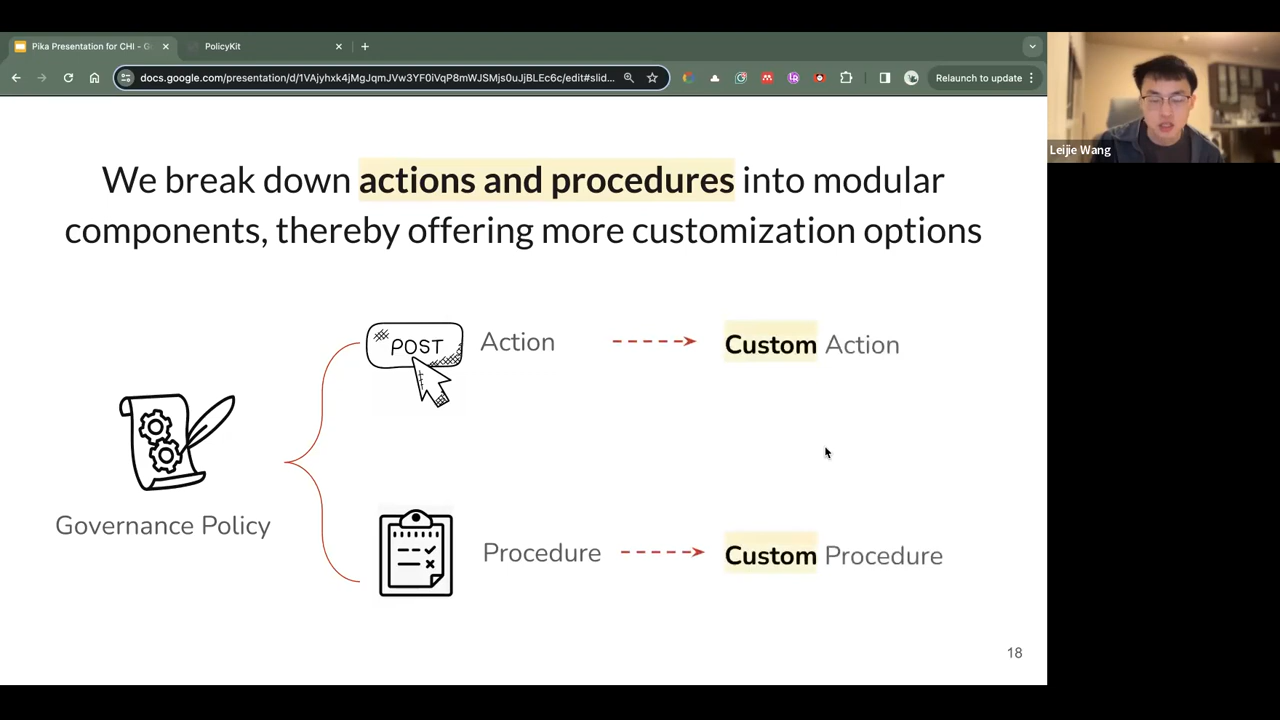 Pika Presentation for CHI - G
PolicyKit
docs.google.com/presentation/d/1VAjyhxk4jMgJqmJVw3YF0iVqP8mWJSMjs0uJjBLEc6c/edit#slid...
Relaunch to update
Leijie Wang
We break down actions and procedures into modular
components, thereby offering more customization options
POST
Action
Custom Action
Governance Policy
Procedure
Custom Procedure
18